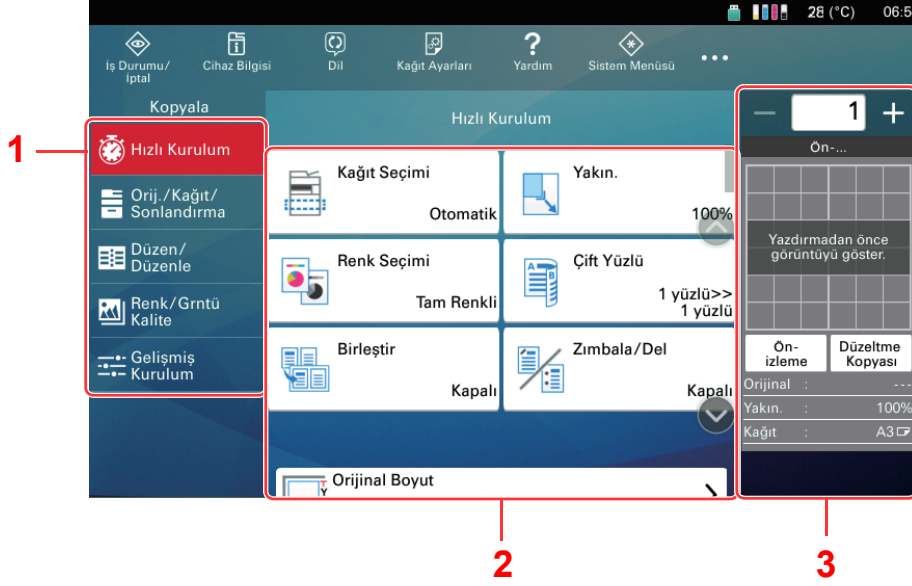 28 (°C) 06:5
İş Durumu/
İptal
Cihaz Bilgisi
Dil
Kağıt Ayarları
Yardım
Sistem Menüsü
Kopyala
Hızlı Kurulum
1
Hızlı Kurulum
Orij./Kağıt/
Sonlandırma
Düzen/
Düzenle
Renk/Grntü
Kalite
Gelişmiş
Kurulum
Kağıt Seçimi
Otomatik
Yakın.
100%
Renk Seçimi
Tam Renkli
Çift Yüzlü
1 yüzlü>>
1 yüzlü
Birleştir
Kapalı
Zımbala/Del
Kapalı
Orijinal Boyut
1
Ön-...
Yazdırmadan önce
görüntüyü göster.
Ön-
izleme
Düzeltme
Kopyası
Orijinal : ---
Yakın. : 100%
Kağıt : A3
2
3